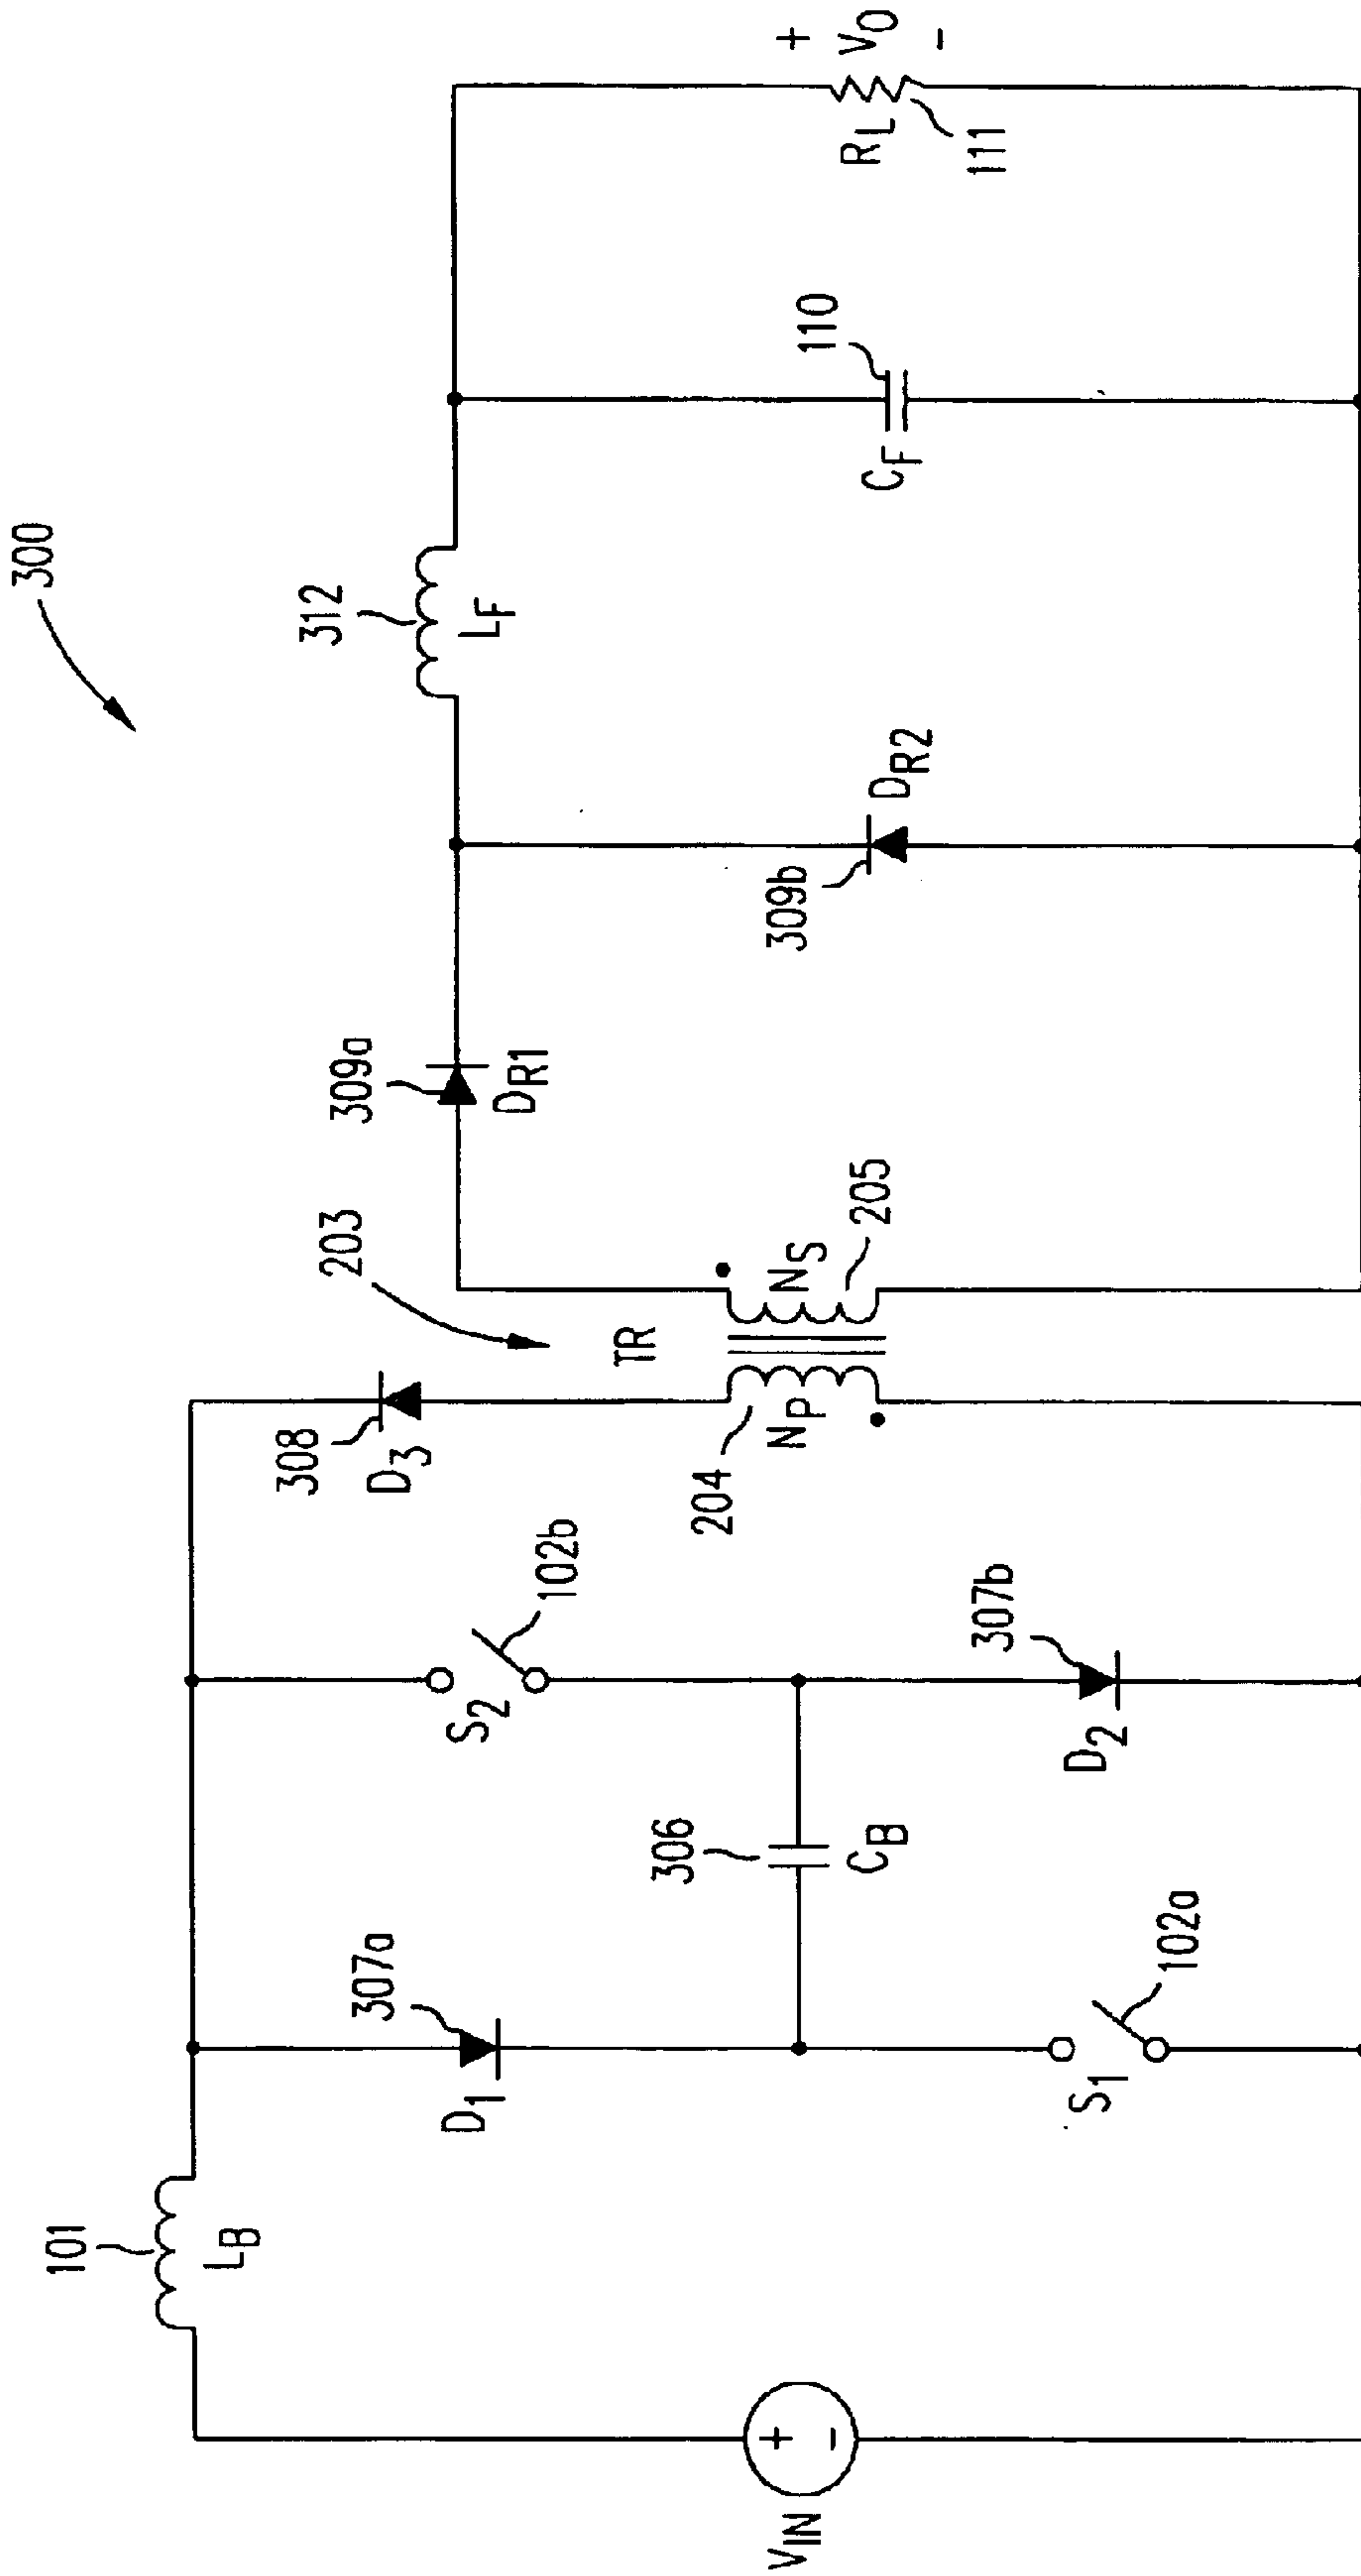 300
101
L_B
307a
D_1
S_2
102b
308
D_3
203
TR
309a
D_R1
312
L_F
V_IN
+
-
306
C_B
S_1
102a
D_2
307b
204
N_P
N_S
205
309b
D_R2
110
C_F
R_L
111
+
V_O
-